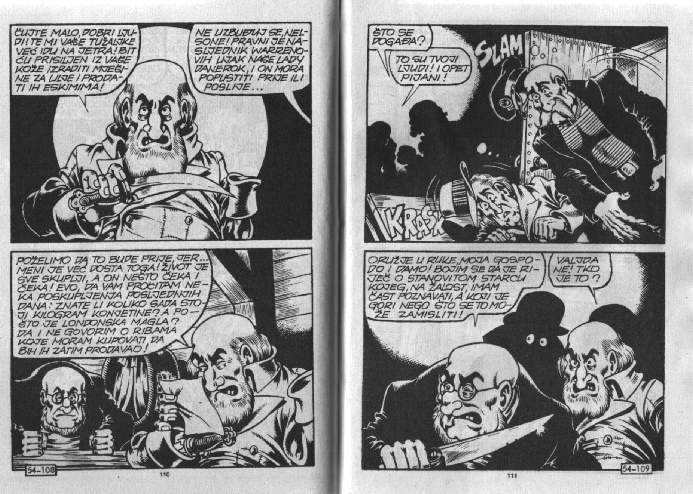 ČUJTE MALO, DOBRI LJU-
DI! TE MI VAŠE TUŽALJKE
VEĆ IDU NA JETRA! BIT
ĆU PRISILJEN IZ VAŠE
KOŽE IZRADITI MJEŠI-
NE ZA ULJE I PRODA-
TI IH ESKIMIMA!
NE UZBUĐUJ SE, NEL-
SONE! PRAVNI JE NA-
SLJEDNIK WARRENO-
VIH UJAK NAŠE LADY
DANEROK, I ON MORA
POPUSTITI PRIJE ILI
POSLIJE...
POŽELIMO DA TO BUDE PRIJE, JER...
MENI JE VEĆ DOSTA TOGA! ŽIVOT JE
SVE SKUPLJI, A ON NEŠTO ČEKA I
ČEKA! EVO, DA VAM PROČITAM NE-
KA POSKUPLJENJA POSLJEDNJIH
DANA: ZNATE LI KOLIKO SADA STO-
JI KILOGRAM KONJETINE? A PO-
ŠTO JE LONDONSKA MAGLA?
DA I NE GOVORIM O RIBAMA
KOJE MORAM KUPOVATI DA
BIH IH ZATIM PRODAVAO!
54-108
110
ŠTO SE
DOGAĐA?
TO SU TVOJI
LJUDI! I OPET
PIJANI!
SLAM
KRASH
ORUŽJE U RUKE, MOJA GOSPO-
DO I DAMO! BOJIM SE DA JE RI-
JEČ O STANOVITOM STARCU
KOJEG, NA ŽALOST, IMAM
ČAST POZNAVATI, A KOJI JE
GORI NEGO ŠTO SE TO MO-
ŽE ZAMISLITI!
VALJDA
NE! TKO
JE TO?
54-109
111